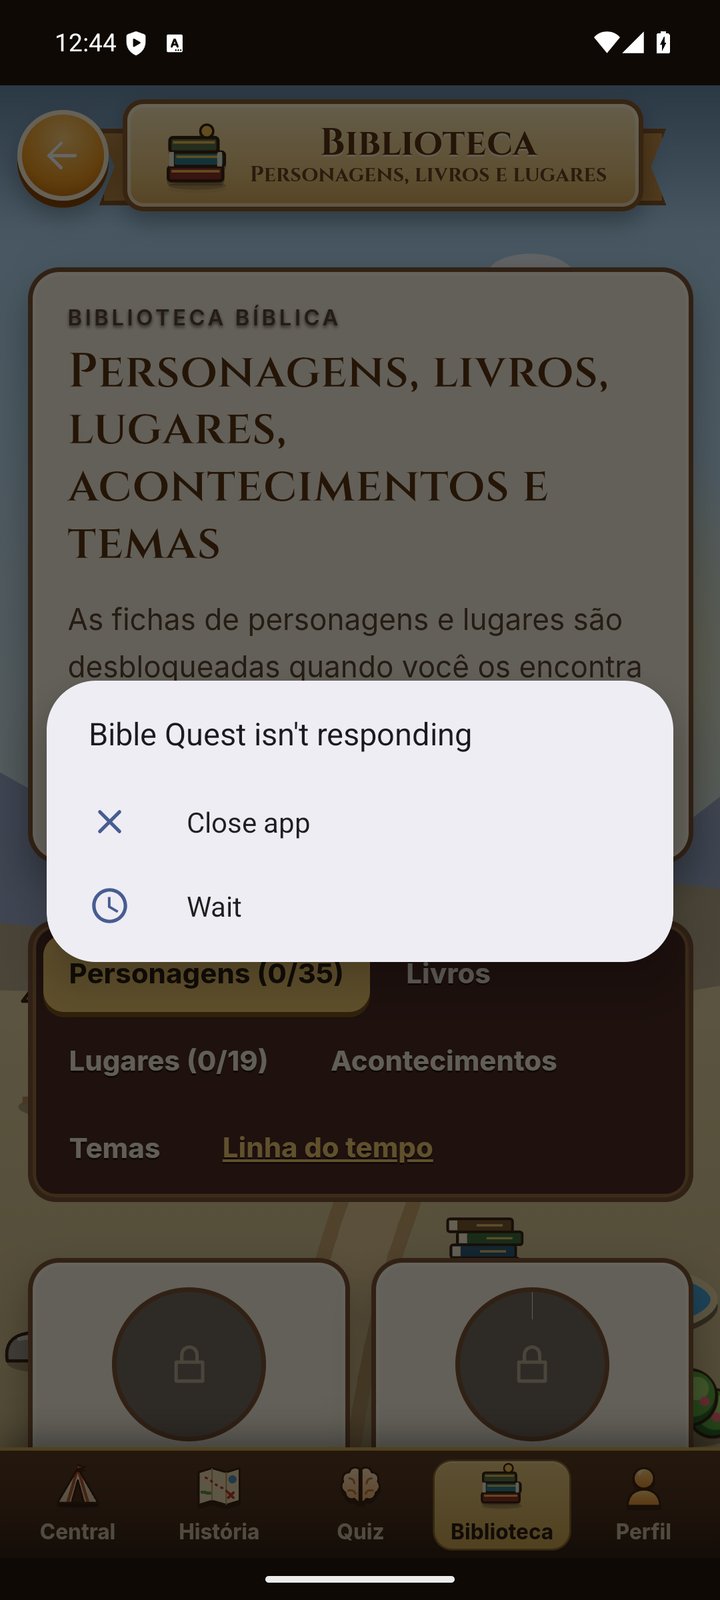 12:44
A
BIBLIOTECA
PERSONAGENS, LIVROS E LUGARES
BIBLIOTECA BÍBLICA
PERSONAGENS, LIVROS,
LUGARES,
ACONTECIMENTOS E
TEMAS
As fichas de personagens e lugares são
desbloqueadas quando você os encontra
Bible Quest isn't responding
Close app
Wait
Personagens (0/35) Livros
Lugares (0/19) Acontecimentos
Temas Linha do tempo
Central História Quiz Biblioteca Perfil